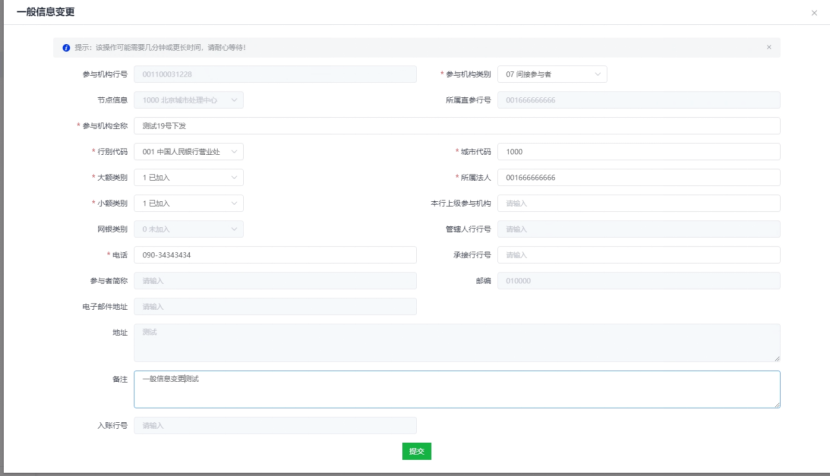 一般信息变更
提示：该操作可能需要几分钟或更长时间，请耐心等待!
参与机构行号 001100031228 * 参与机构类别 07 间接参与者
节点信息 1000 北京城市处理中心 所属直参行号 001666666666
* 参与机构全称 测试19号下发
* 行别代码 001 中国人民银行营业处 * 城市代码 1000
* 大额类别 1 已加入 * 所属法人 001666666666
* 小额类别 1 已加入 本行上级参与机构 请输入
网银类别 0 未加入 管辖人行行号 请输入
* 电话 090-34343434 承接行行号 请输入
参与者简称 请输入 邮编 010000
电子邮件地址 请输入
地址 测试
备注 一般信息变更测试
入账行号 请输入
提交